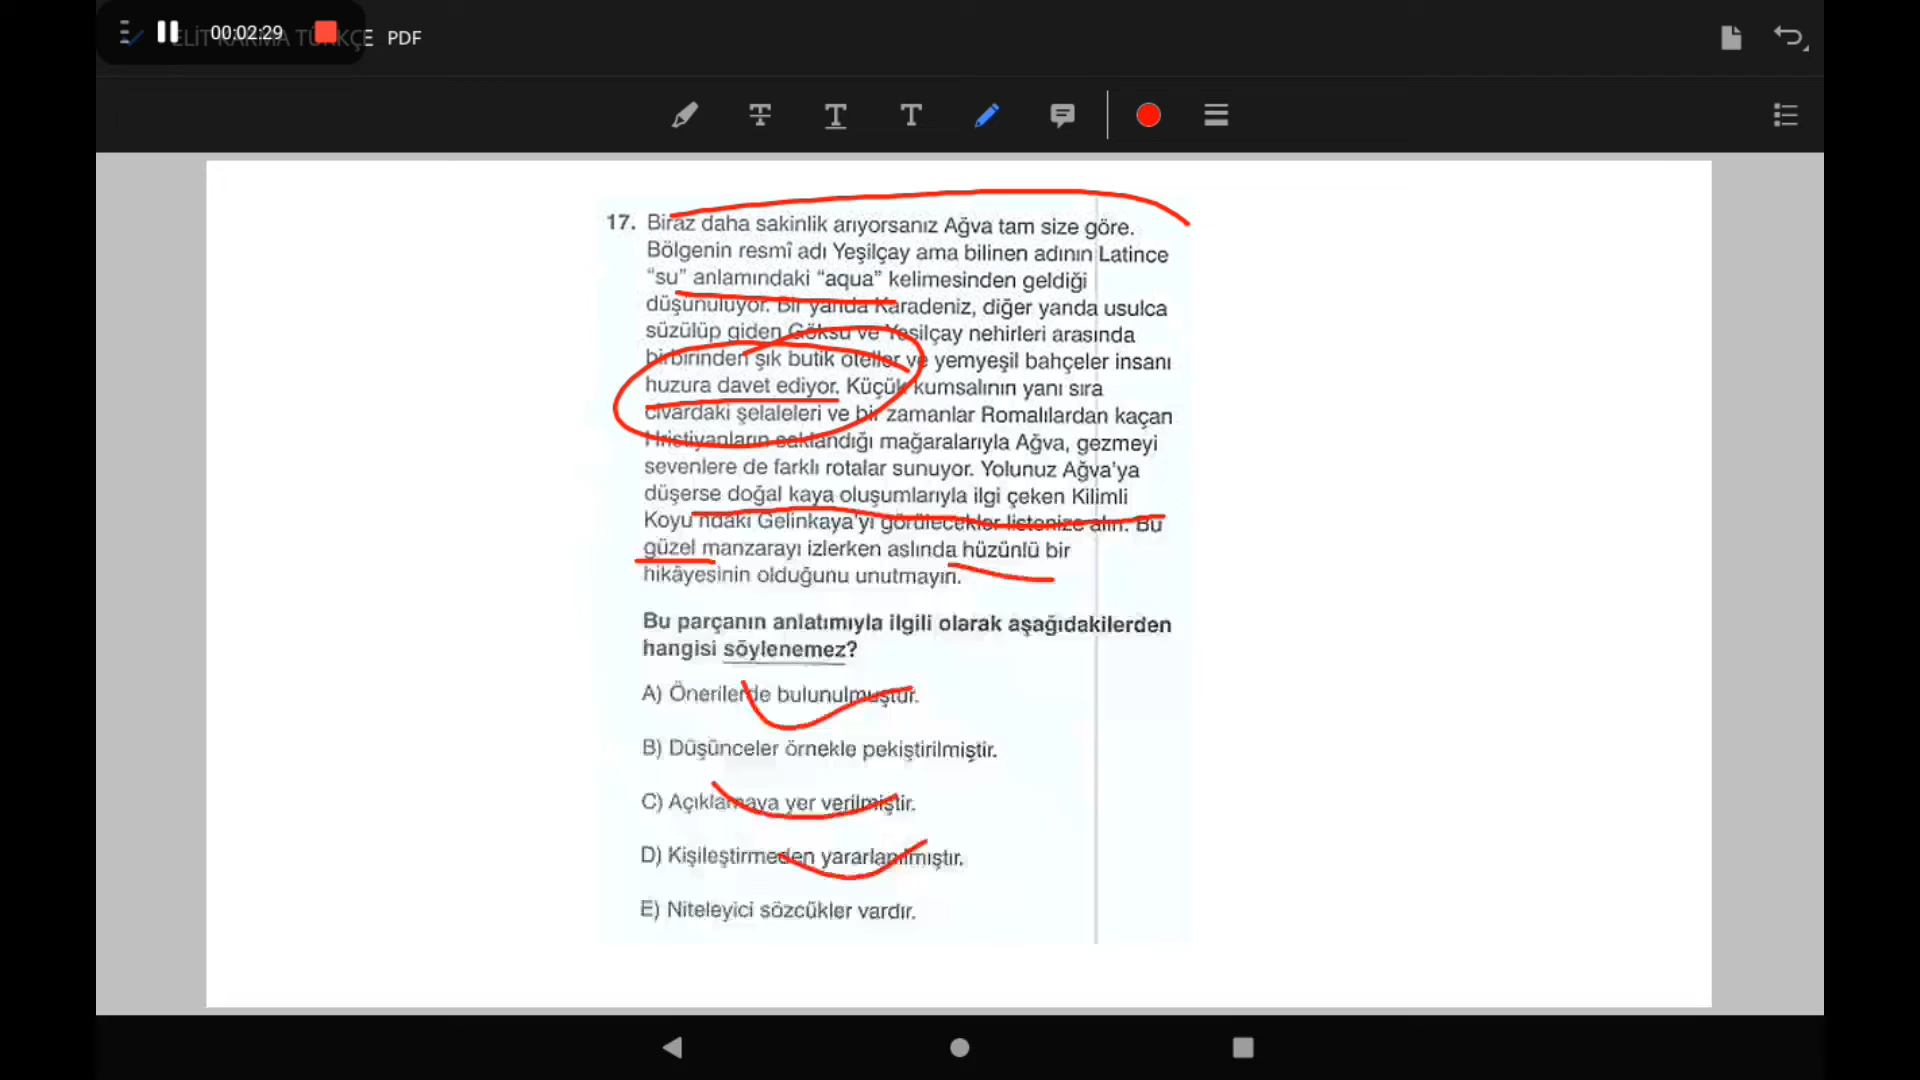 00:02:29
ELİT KARMA TÜRKÇE PDF
17. Biraz daha sakinlik arıyorsanız Ağva tam size göre.
Bölgenin resmî adı Yeşilçay ama bilinen adının Latince
“su” anlamındaki “aqua” kelimesinden geldiği
düşünülüyor. Bir yanda Karadeniz, diğer yanda usulca
süzülüp giden Göksu ve Yeşilçay nehirleri arasında
birbirinden şık butik oteller ve yemyeşil bahçeler insanı
huzura davet ediyor. Küçük kumsalının yanı sıra
civardaki şelaleleri ve bir zamanlar Romalılardan kaçan
Hristiyanların saklandığı mağaralarıyla Ağva, gezmeyi
sevenlere de farklı rotalar sunuyor. Yolunuz Ağva’ya
düşerse doğal kaya oluşumlarıyla ilgi çeken Kilimli
Koyu’ndaki Gelinkaya’yı görülecekler listenize alın. Bu
güzel manzarayı izlerken aslında hüzünlü bir
hikâyesinin olduğunu unutmayın.
Bu parçanın anlatımıyla ilgili olarak aşağıdakilerden
hangisi söylenemez?
A) Önerilerde bulunulmuştur.
B) Düşünceler örnekle pekiştirilmiştir.
C) Açıklamaya yer verilmiştir.
D) Kişileştirmeden yararlanılmıştır.
E) Niteleyici sözcükler vardır.